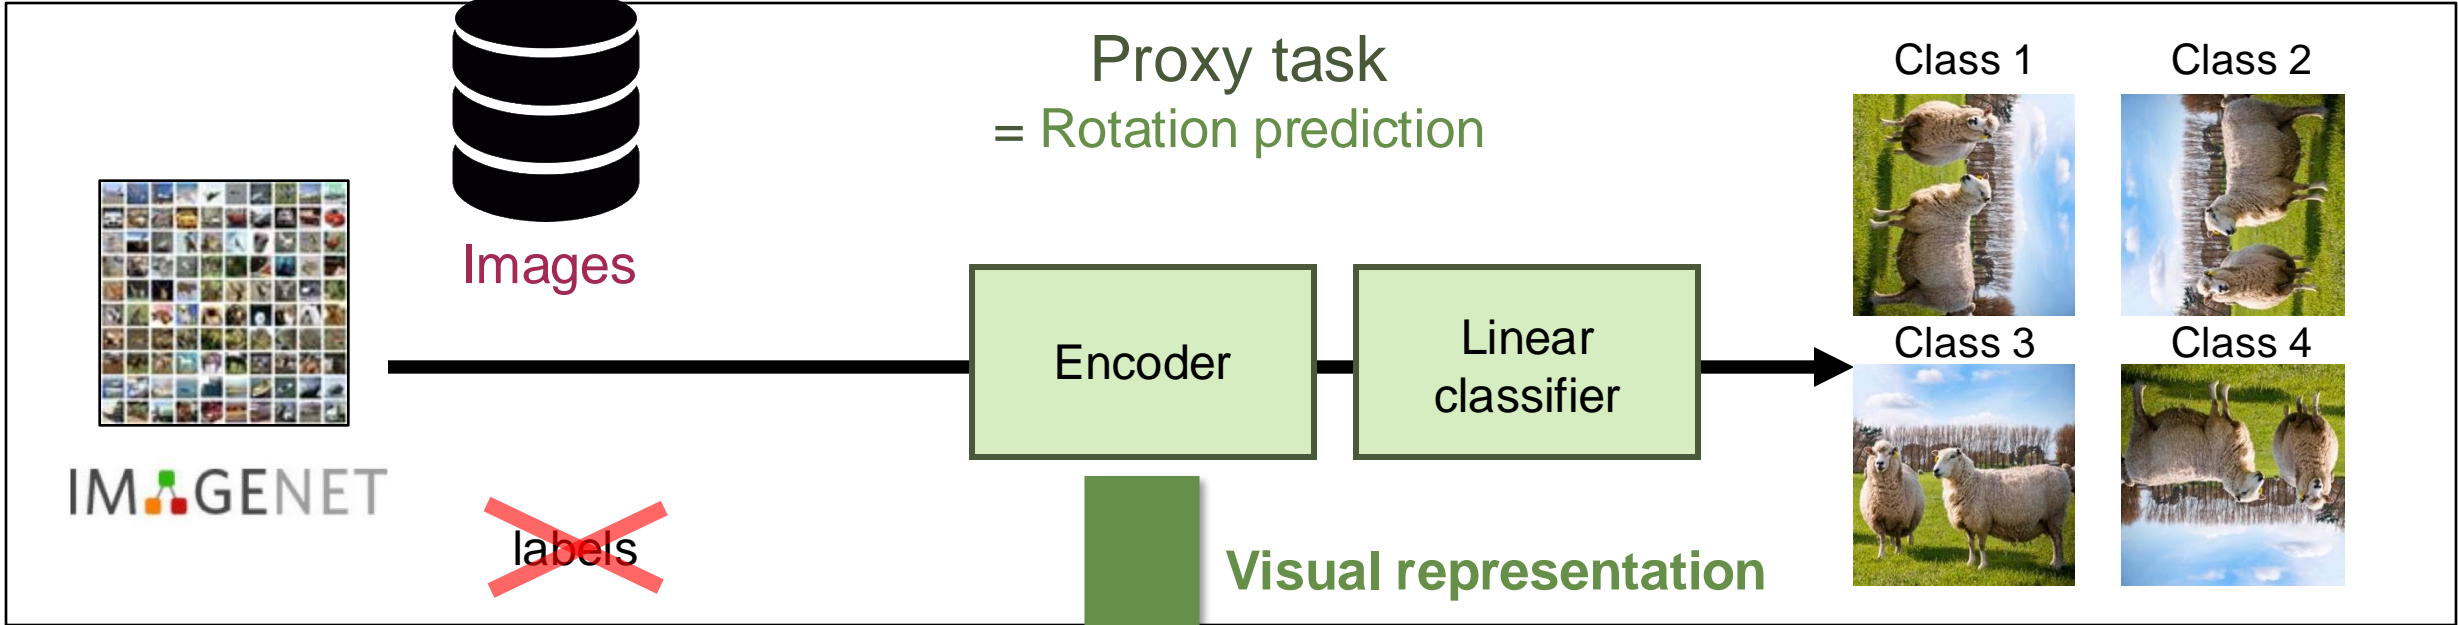 Proxy task
= Rotation prediction
Images
IMAGENET
labels
Encoder
Linear
classifier
Visual representation
Class 1
Class 2
Class 3
Class 4